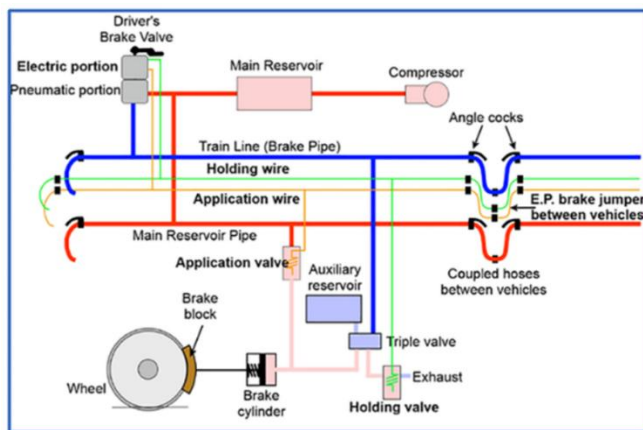 Driver's
Brake Valve
Electric portion
Pneumatic portion
Main Reservoir
Compressor
Angle cocks
Train Line (Brake Pipe)
Holding wire
Application wire
E.P. brake jumper
between vehicles
Main Reservoir Pipe
Application valve
Auxiliary
reservoir
Coupled hoses
between vehicles
Brake
block
Triple valve
Wheel
Brake
cylinder
Exhaust
Holding valve